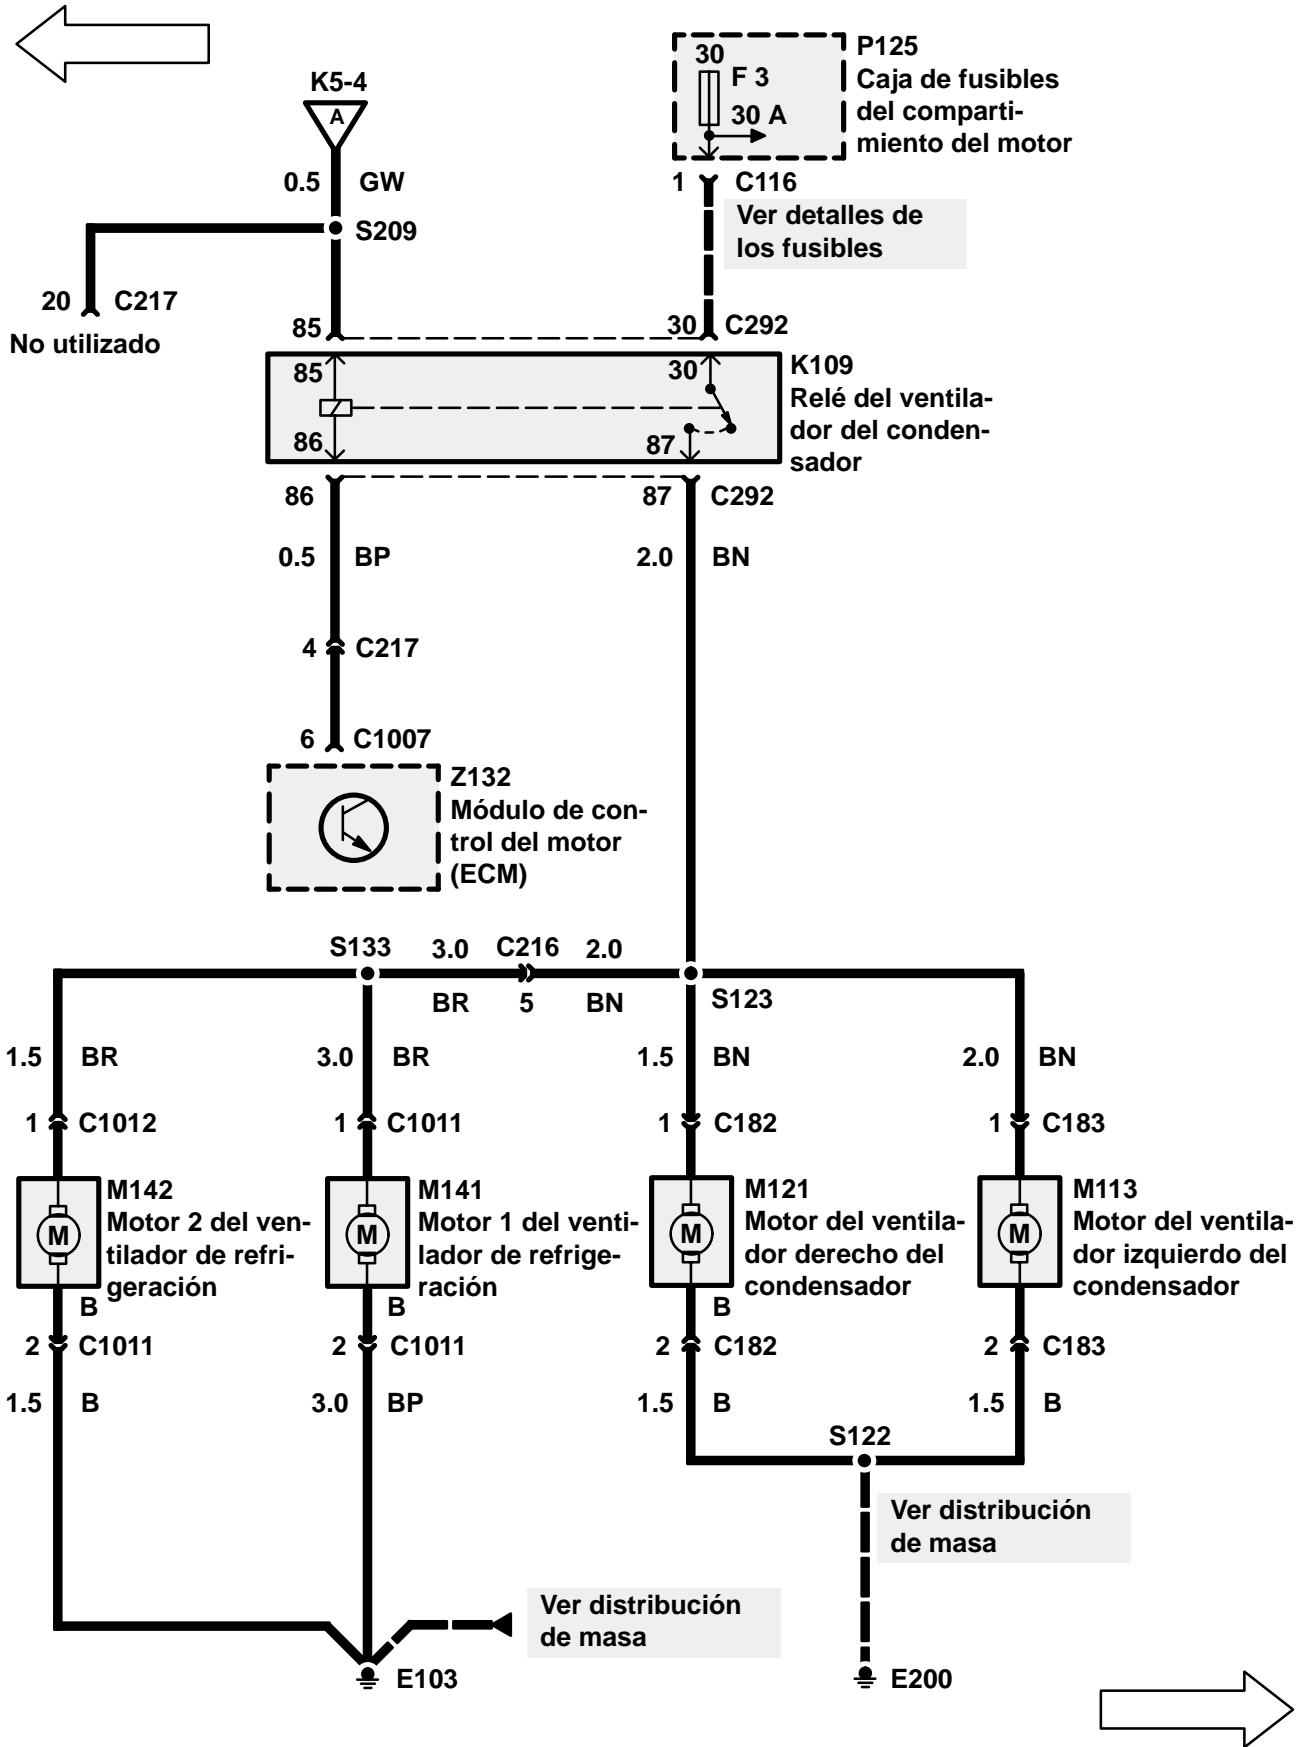 K5-4
A
0.5 GW
S209
20 C217
No utilizado
30
F 3
30 A
P125
Caja de fusibles
del comparti-
miento del motor
1 C116
Ver detalles de
los fusibles
85
30 C292
85
30
86
87
K109
Relé del ventila-
dor del conden-
sador
86
87 C292
0.5 BP
2.0 BN
4 C217
6 C1007
Z132
Módulo de con-
trol del motor
(ECM)
S133 3.0 C216 2.0
BR 5 BN
S123
1.5 BR
3.0 BR
1.5 BN
2.0 BN
1 C1012
1 C1011
1 C182
1 C183
M
M142
Motor 2 del ven-
tilador de refri-
geración
B
M
M141
Motor 1 del venti-
lador de refrige-
ración
B
M
M121
Motor del ventila-
dor derecho del
condensador
B
M
M113
Motor del ventila-
dor izquierdo del
condensador
2 C1011
2 C1011
2 C182
2 C183
1.5 B
3.0 BP
1.5 B
1.5 B
S122
Ver distribución
de masa
Ver distribución
de masa
E103
E200